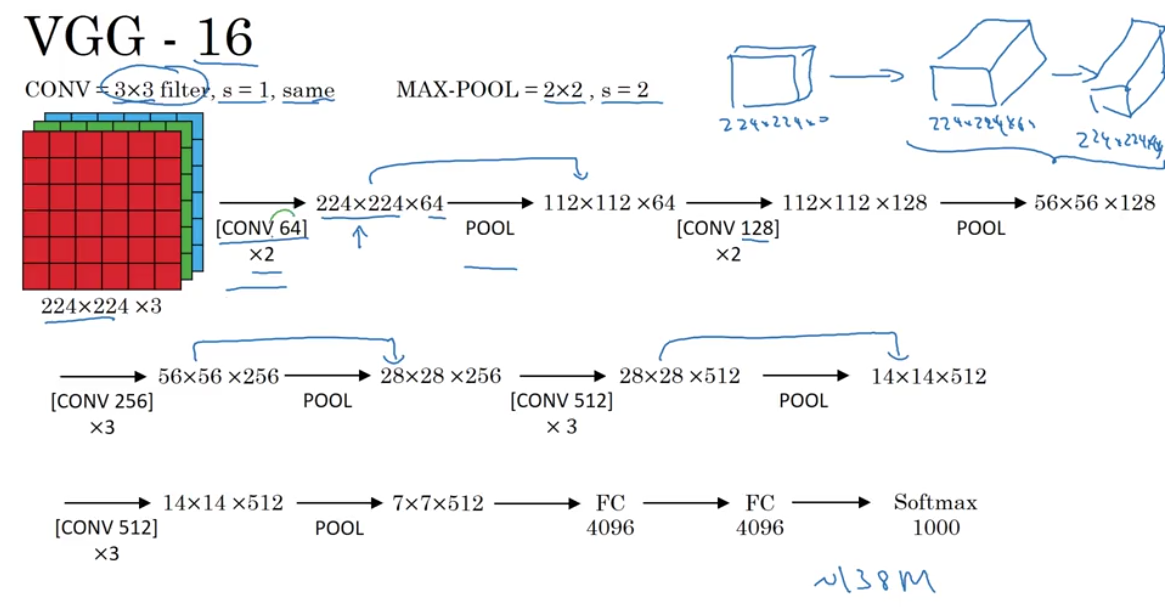 VGG - 16
CONV = 3×3 filter, s = 1, same MAX-POOL = 2×2 , s = 2
224×224×3
224×224×64
224×224×64
224×224×64 112×112 ×64 112×112 ×128 56×56 ×128
[CONV 64] POOL [CONV 128] POOL
×2 ×2
224×224 ×3
56×56 ×256 28×28 ×256 28×28 ×512 14×14×512
[CONV 256] POOL [CONV 512] POOL
×3 × 3
14×14 ×512 7×7×512 FC FC Softmax
[CONV 512] POOL 4096 4096 1000
×3
~138M